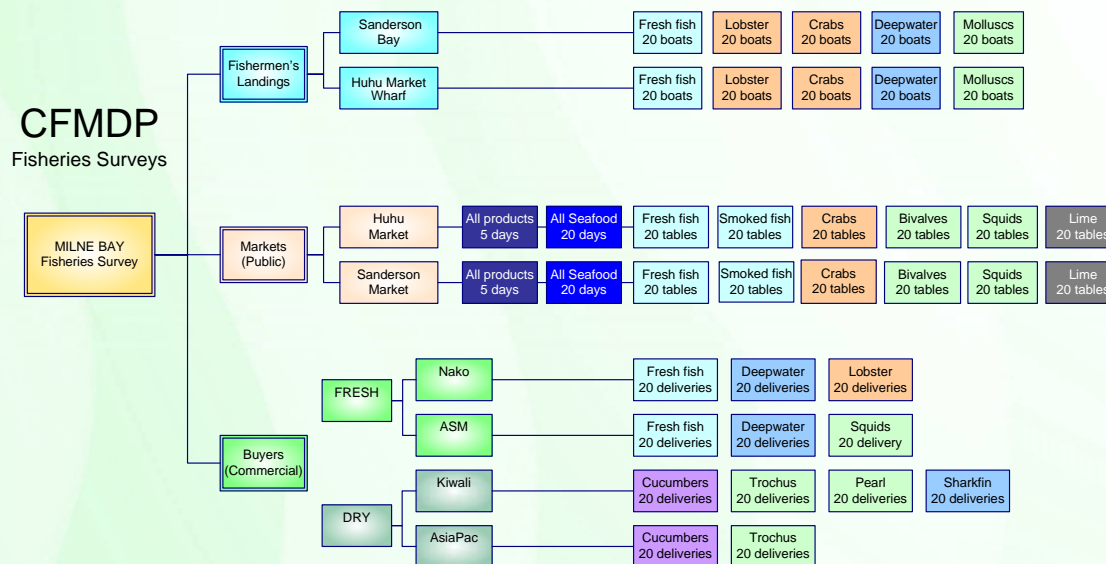 CFMDP
Fisheries Surveys
MILNE BAY
Fisheries Survey
Fishermen's
Landings
Sanderson
Bay
Fresh fish
20 boats
Lobster
20 boats
Crabs
20 boats
Deepwater
20 boats
Molluscs
20 boats
Huhu Market
Wharf
Fresh fish
20 boats
Lobster
20 boats
Crabs
20 boats
Deepwater
20 boats
Molluscs
20 boats
Markets
(Public)
Huhu
Market
All products
5 days
All Seafood
20 days
Fresh fish
20 tables
Smoked fish
20 tables
Crabs
20 tables
Bivalves
20 tables
Squids
20 tables
Lime
20 tables
Sanderson
Market
All products
5 days
All Seafood
20 days
Fresh fish
20 tables
Smoked fish
20 tables
Crabs
20 tables
Bivalves
20 tables
Squids
20 tables
Lime
20 tables
Buyers
(Commercial)
FRESH
Nako
Fresh fish
20 deliveries
Deepwater
20 deliveries
Lobster
20 deliveries
ASM
Fresh fish
20 deliveries
Deepwater
20 deliveries
Squids
20 delivery
DRY
Kiwali
Cucumbers
20 deliveries
Trochus
20 deliveries
Pearl
20 deliveries
Sharkfin
20 deliveries
AsiaPac
Cucumbers
20 deliveries
Trochus
20 deliveries